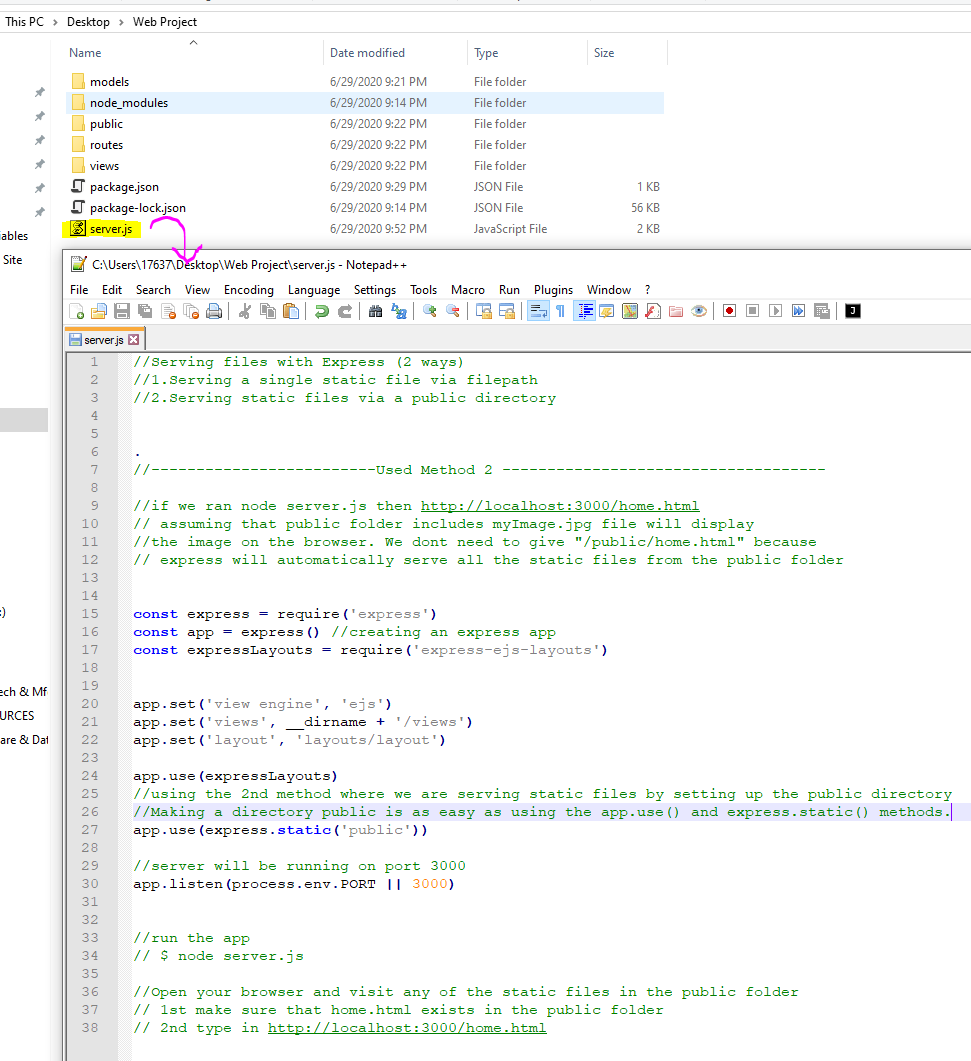 This PC > Desktop > Web Project
Name Date modified Type Size
models 6/29/2020 9:21 PM File folder
node_modules 6/29/2020 9:14 PM File folder
public 6/29/2020 9:22 PM File folder
routes 6/29/2020 9:22 PM File folder
views 6/29/2020 9:22 PM File folder
package.json 6/29/2020 9:29 PM JSON File 1 KB
package-lock.json 6/29/2020 9:14 PM JSON File 56 KB
server.js 6/29/2020 9:52 PM JavaScript File 2 KB
iables
Site
:)
ech & Mf
URCES
are & Dat
C:\Users\17637\Desktop\Web Project\server.js - Notepad++
File Edit Search View Encoding Language Settings Tools Macro Run Plugins Window ?
server.js
1 //Serving files with Express (2 ways)
2 //1.Serving a single static file via filepath
3 //2.Serving static files via a public directory
4
5
6 .
7 //-------------------------Used Method 2 ------------------------------------
8
9 //if we ran node server.js then http://localhost:3000/home.html
10 // assuming that public folder includes myImage.jpg file will display
11 //the image on the browser. We dont need to give "/public/home.html" because
12 // express will automatically serve all the static files from the public folder
13
14
15 const express = require('express')
16 const app = express() //creating an express app
17 const expressLayouts = require('express-ejs-layouts')
18
19
20 app.set('view engine', 'ejs')
21 app.set('views', __dirname + '/views')
22 app.set('layout', 'layouts/layout')
23
24 app.use(expressLayouts)
25 //using the 2nd method where we are serving static files by setting up the public directory
26 //Making a directory public is as easy as using the app.use() and express.static() methods.
27 app.use(express.static('public'))
28
29 //server will be running on port 3000
30 app.listen(process.env.PORT || 3000)
31
32
33 //run the app
34 // $ node server.js
35
36 //Open your browser and visit any of the static files in the public folder
37 // 1st make sure that home.html exists in the public folder
38 // 2nd type in http://localhost:3000/home.html